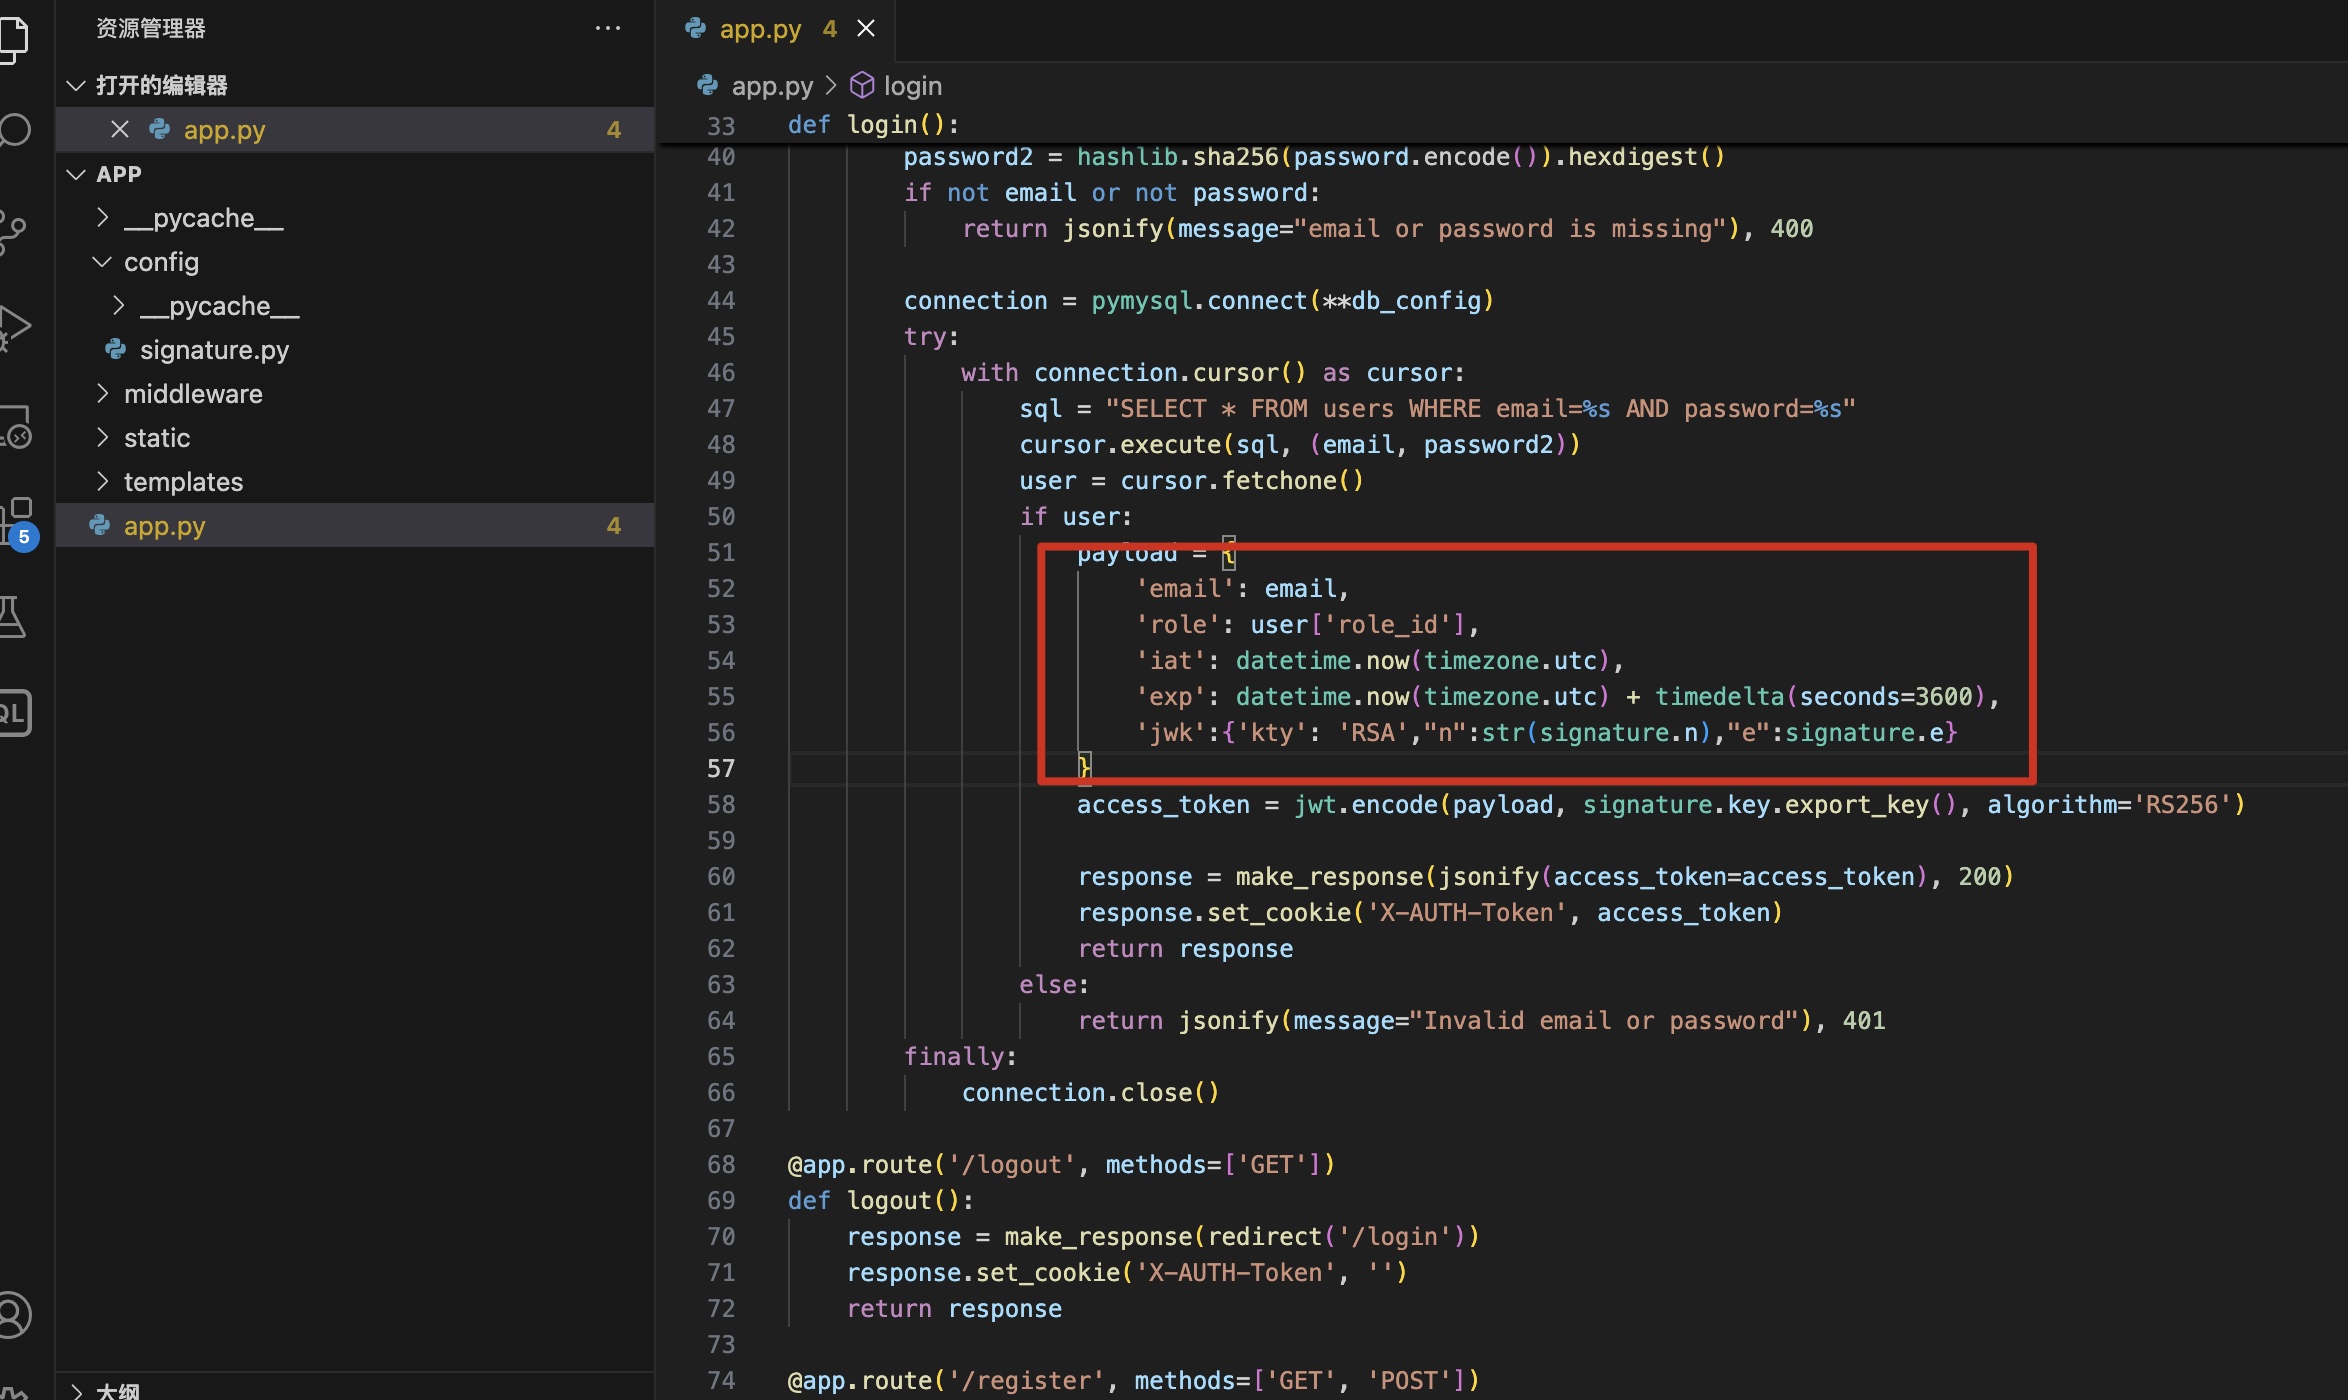 资源管理器 ...
打开的编辑器
app.py 4
APP
__pycache__
config
__pycache__
signature.py
middleware
static
templates
app.py 4
5
QL
大纲
app.py 4
app.py > login
33 def login():
40 password2 = hashlib.sha256(password.encode()).hexdigest()
41 if not email or not password:
42 return jsonify(message="email or password is missing"), 400
43
44 connection = pymysql.connect(**db_config)
45 try:
46 with connection.cursor() as cursor:
47 sql = "SELECT * FROM users WHERE email=%s AND password=%s"
48 cursor.execute(sql, (email, password2))
49 user = cursor.fetchone()
50 if user:
51 payload = {
52 'email': email,
53 'role': user['role_id'],
54 'iat': datetime.now(timezone.utc),
55 'exp': datetime.now(timezone.utc) + timedelta(seconds=3600),
56 'jwk':{'kty': 'RSA',"n":str(signature.n),"e":signature.e}
57 }
58 access_token = jwt.encode(payload, signature.key.export_key(), algorithm='RS256')
59
60 response = make_response(jsonify(access_token=access_token), 200)
61 response.set_cookie('X-AUTH-Token', access_token)
62 return response
63 else:
64 return jsonify(message="Invalid email or password"), 401
65 finally:
66 connection.close()
67
68 @app.route('/logout', methods=['GET'])
69 def logout():
70 response = make_response(redirect('/login'))
71 response.set_cookie('X-AUTH-Token', '')
72 return response
73
74 @app.route('/register', methods=['GET', 'POST'])